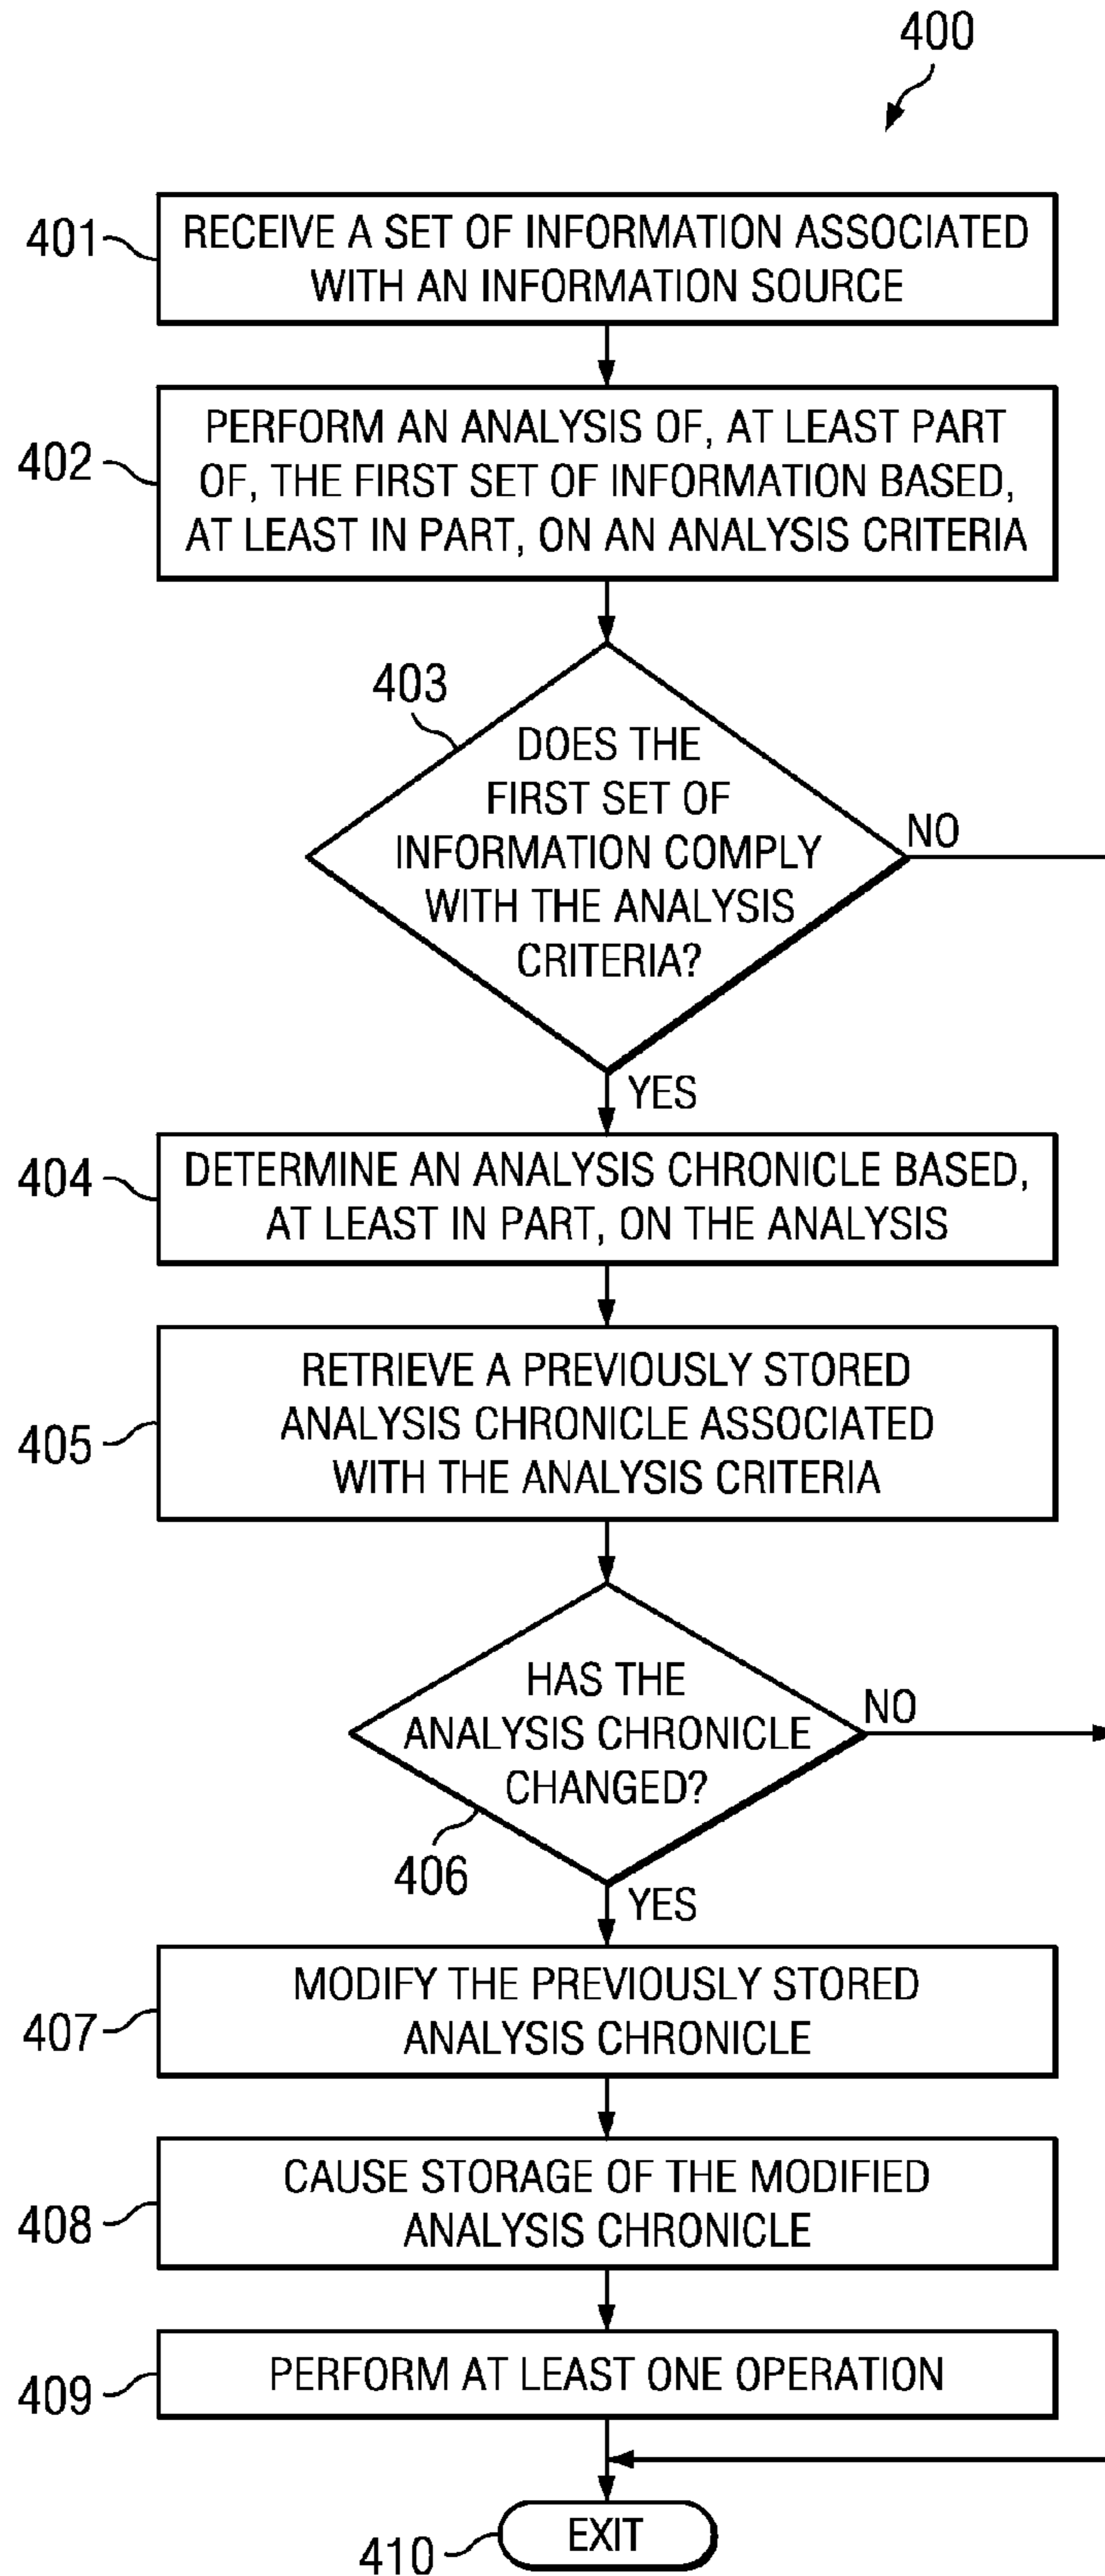 400
401
RECEIVE A SET OF INFORMATION ASSOCIATED
WITH AN INFORMATION SOURCE
402
PERFORM AN ANALYSIS OF, AT LEAST PART
OF, THE FIRST SET OF INFORMATION BASED,
AT LEAST IN PART, ON AN ANALYSIS CRITERIA
403
DOES THE
FIRST SET OF
INFORMATION COMPLY
WITH THE ANALYSIS
CRITERIA?
NO
YES
404
DETERMINE AN ANALYSIS CHRONICLE BASED,
AT LEAST IN PART, ON THE ANALYSIS
405
RETRIEVE A PREVIOUSLY STORED
ANALYSIS CHRONICLE ASSOCIATED
WITH THE ANALYSIS CRITERIA
HAS THE
ANALYSIS CHRONICLE
CHANGED?
NO
406
YES
407
MODIFY THE PREVIOUSLY STORED
ANALYSIS CHRONICLE
408
CAUSE STORAGE OF THE MODIFIED
ANALYSIS CHRONICLE
409
PERFORM AT LEAST ONE OPERATION
410
EXIT